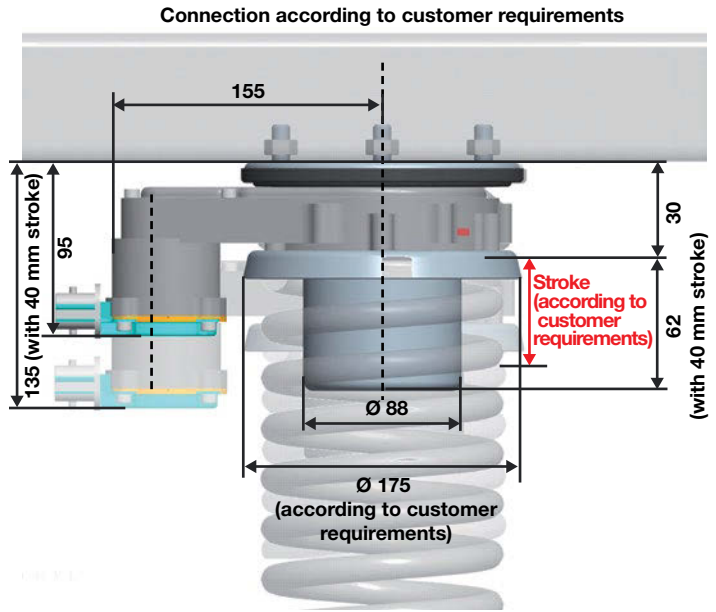 Connection according to customer requirements
155
135 (with 40 mm stroke)
95
30
Stroke
(according to
customer
requirements)
62
(with 40 mm stroke)
Ø 88
Ø 175
(according to customer
requirements)